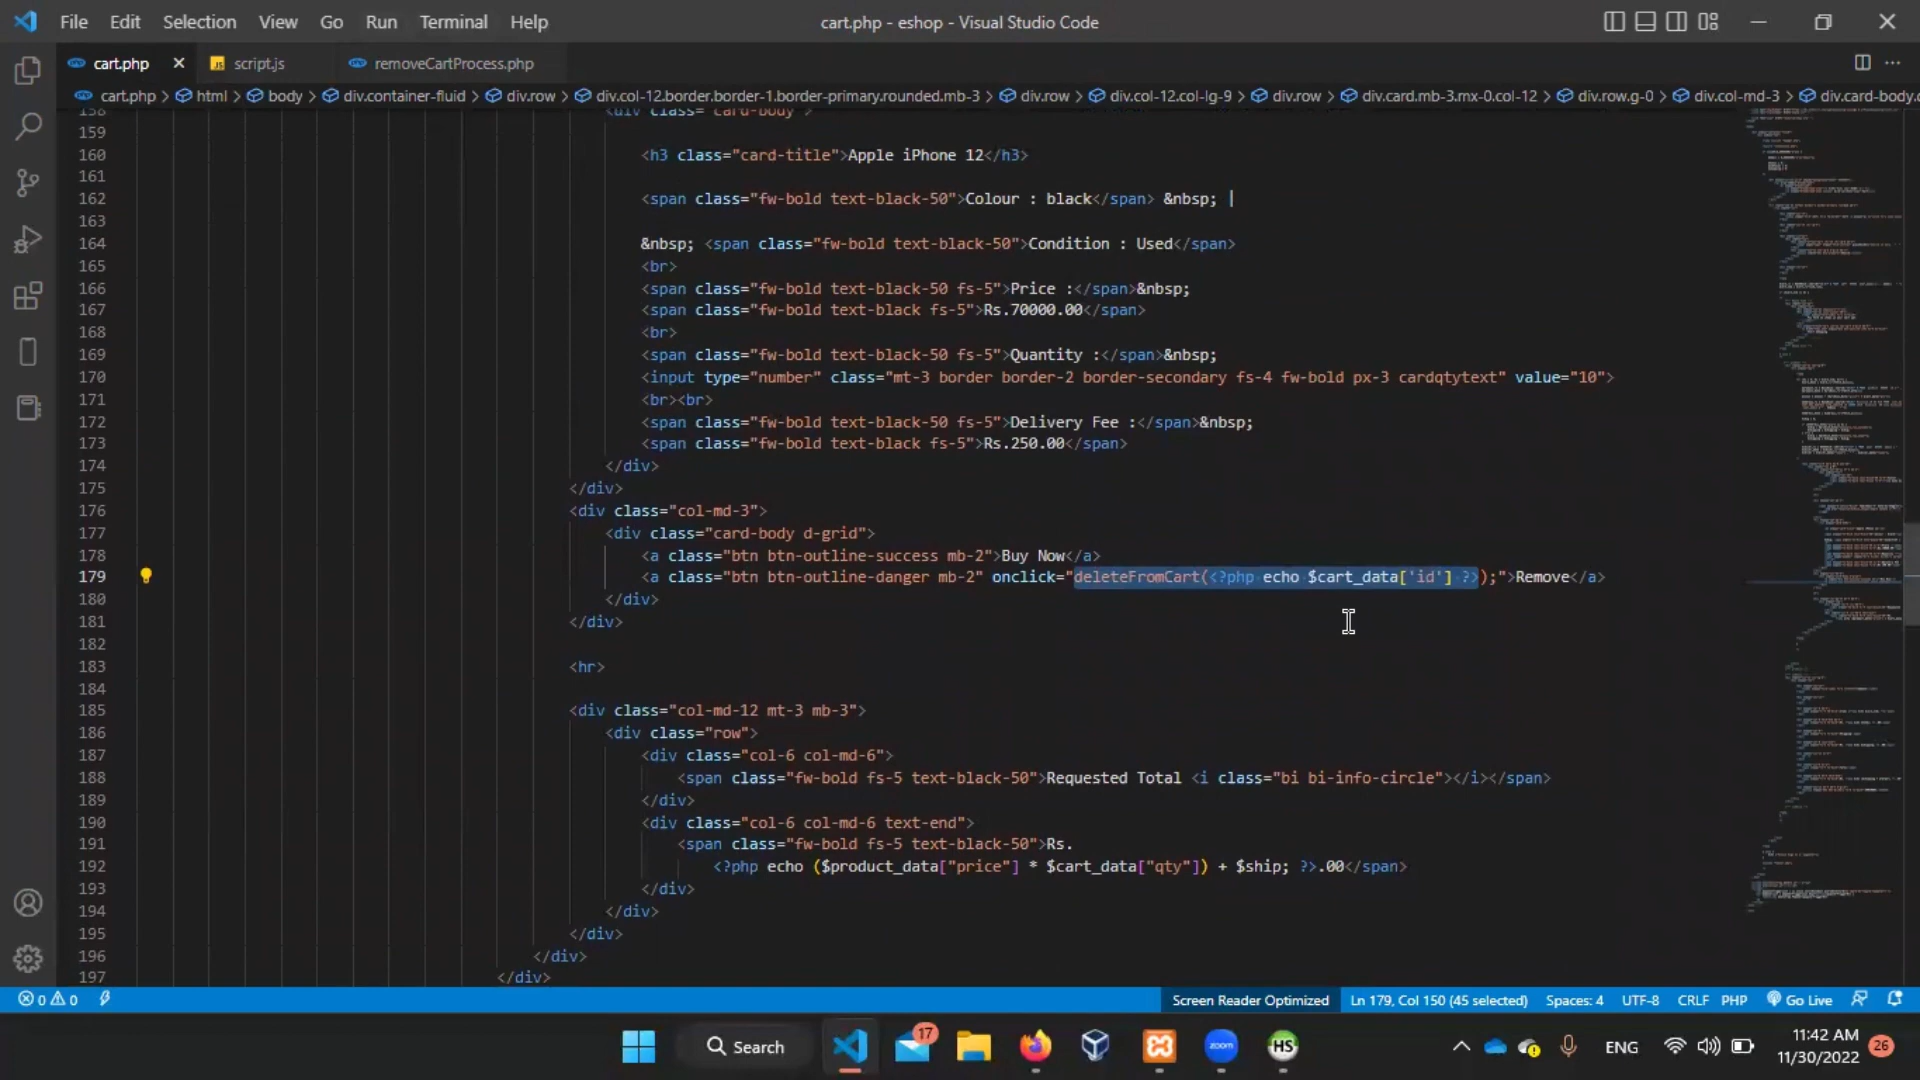 File Edit Selection View Go Run Terminal Help cart.php - eshop - Visual Studio Code
cart.php script.js removeCartProcess.php
cart.php > html > body > div.container-fluid > div.row > div.col-12.border.border-1.border-primary.rounded.mb-3 > div.row > div.col-12.col-lg-9 > div.row > div.card.mb-3.mx-0.col-12 > div.row.g-0 > div.col-md-3 > div.card-body.
158 <div class="card-body">
159
160 <h3 class="card-title">Apple iPhone 12</h3>
161
162 <span class="fw-bold text-black-50">Colour : black</span> &nbsp; |
163
164 &nbsp; <span class="fw-bold text-black-50">Condition : Used</span>
165 <br>
166 <span class="fw-bold text-black-50 fs-5">Price :</span>&nbsp;
167 <span class="fw-bold text-black fs-5">Rs.70000.00</span>
168 <br>
169 <span class="fw-bold text-black-50 fs-5">Quantity :</span>&nbsp;
170 <input type="number" class="mt-3 border border-2 border-secondary fs-4 fw-bold px-3 cardqtytext" value="10">
171 <br><br>
172 <span class="fw-bold text-black-50 fs-5">Delivery Fee :</span>&nbsp;
173 <span class="fw-bold text-black fs-5">Rs.250.00</span>
174 </div>
175 </div>
176 <div class="col-md-3">
177 <div class="card-body d-grid">
178 <a class="btn btn-outline-success mb-2">Buy Now</a>
179 <a class="btn btn-outline-danger mb-2" onclick="deleteFromCart(<?php echo $cart_data['id'] ?>);">Remove</a>
180 </div>
181 </div>
182
183 <hr>
184
185 <div class="col-md-12 mt-3 mb-3">
186 <div class="row">
187 <div class="col-6 col-md-6">
188 <span class="fw-bold fs-5 text-black-50">Requested Total <i class="bi bi-info-circle"></i></span>
189 </div>
190 <div class="col-6 col-md-6 text-end">
191 <span class="fw-bold fs-5 text-black-50">Rs.
192 <?php echo ($product_data["price"] * $cart_data["qty"]) + $ship; ?>.00</span>
193 </div>
194 </div>
195 </div>
196 </div>
197 </div>
0 0 Screen Reader Optimized Ln 179, Col 150 (45 selected) Spaces: 4 UTF-8 CRLF PHP Go Live
Search 17 zoom HS ENG 11:42 AM 26
11/30/2022